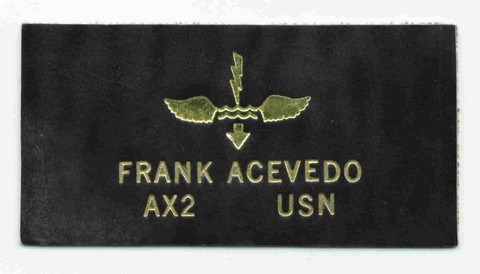 FRANK ACEVEDO
AX2 USN